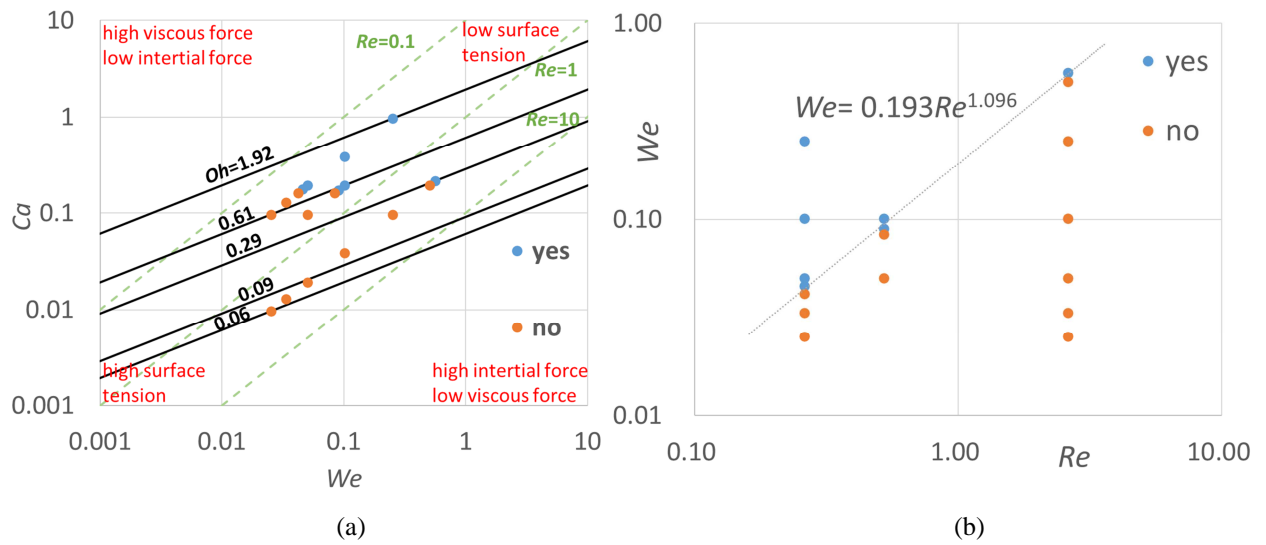 10
1
0.1
0.01
0.001
Ca
high viscous force
low intertial force
low surface
tension
Re=0.1
Re=1
Re=10
Oh=1.92
0.61
0.29
0.09
0.06
yes
no
high surface
tension
high intertial force
low viscous force
0.001
0.01
0.1
1
10
We
(a)
1.00
0.10
0.01
We
We= 0.193Re^1.096
yes
no
0.10
1.00
10.00
Re
(b)